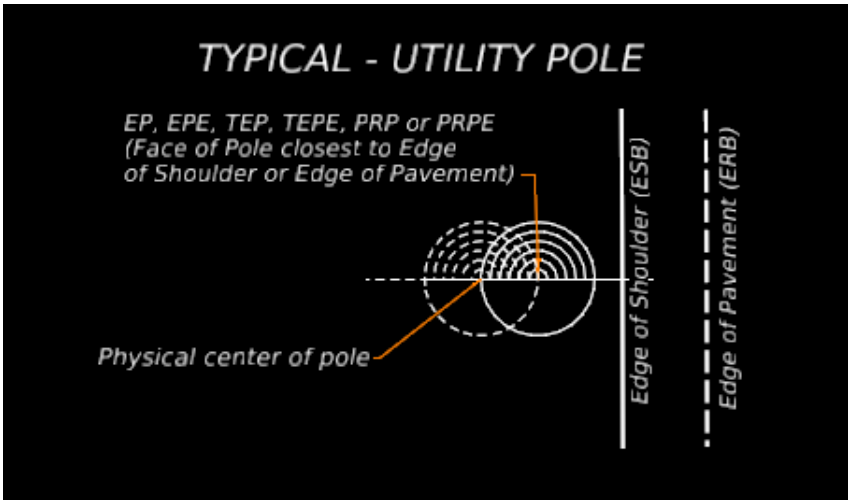 TYPICAL - UTILITY POLE
EP, EPE, TEP, TEPE, PRP or PRPE
(Face of Pole closest to Edge
of Shoulder or Edge of Pavement)
Physical center of pole
Edge of Shoulder (ESB)
Edge of Pavement (ERB)